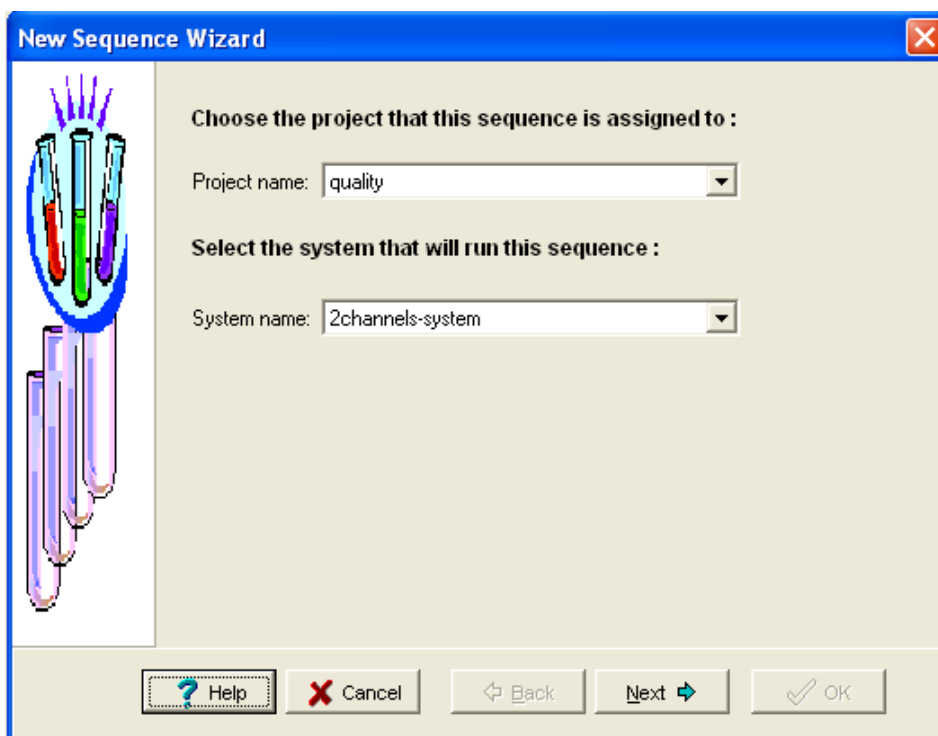 New Sequence Wizard
Choose the project that this sequence is assigned to :
Project name: quality
Select the system that will run this sequence :
System name: 2channels-system
Help Cancel Back Next OK